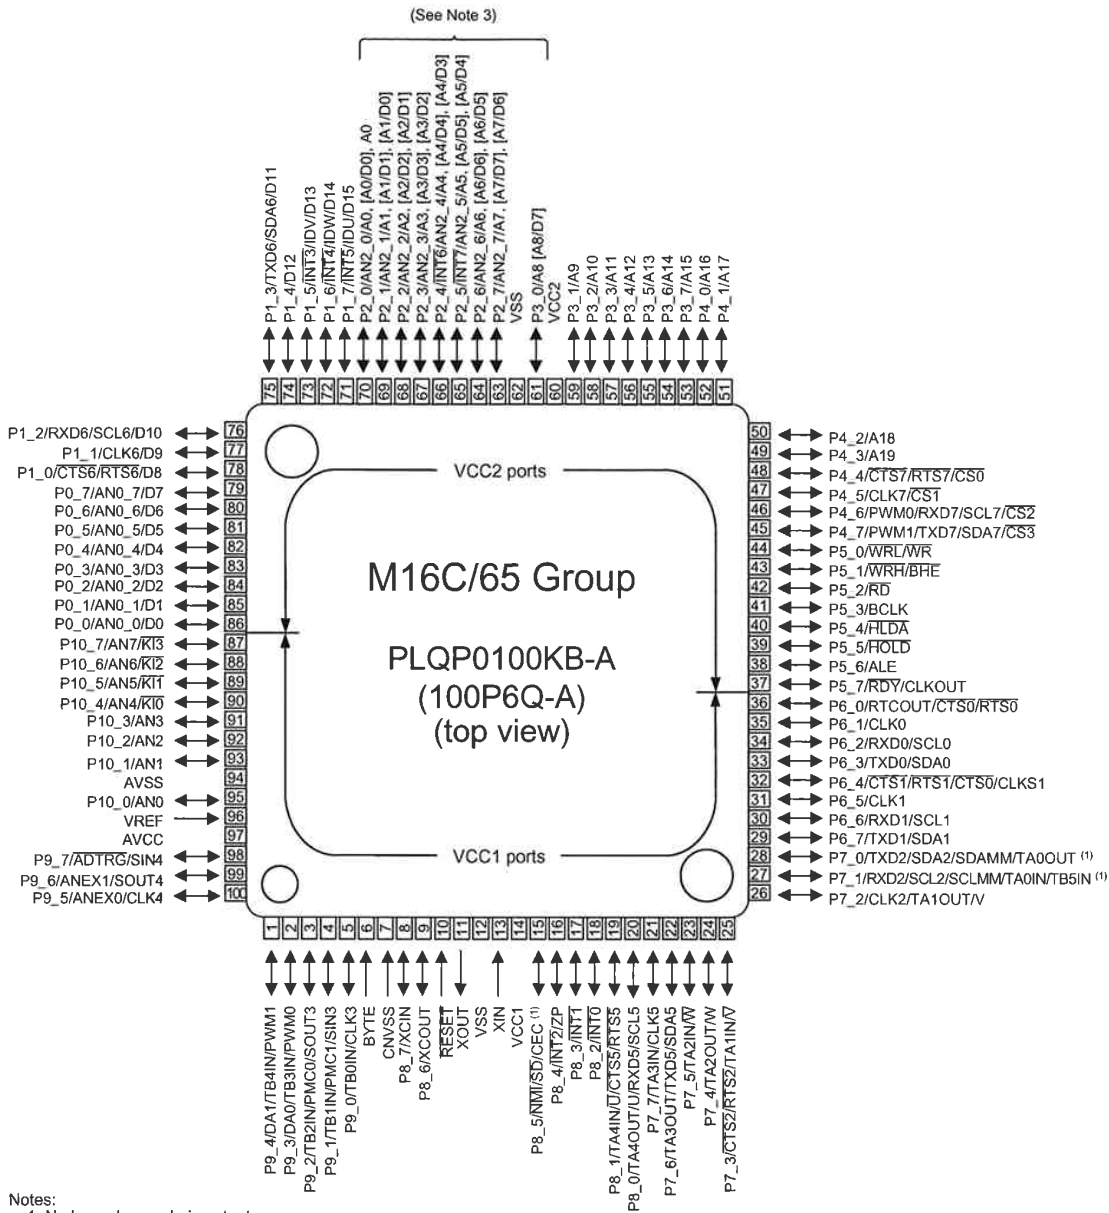 (See Note 3)
P1_3/TXD6/SDA6/D11
P1_4/D12
P1_5/INT3/IDV/D13
P1_6/INT4/IDW/D14
P1_7/INT5/IDU/D15
P2_0/AN2_0/A0, [A0/D0], A0
P2_1/AN2_1/A1, [A1/D1], [A1/D0]
P2_2/AN2_2/A2, [A2/D2], [A2/D1]
P2_3/AN2_3/A3, [A3/D3], [A3/D2]
P2_4/INT6/AN2_4/A4, [A4/D4], [A4/D3]
P2_5/INT7/AN2_5/A5, [A5/D5], [A5/D4]
P2_6/AN2_6/A6, [A6/D6], [A6/D5]
P2_7/AN2_7/A7, [A7/D7], [A7/D6]
VSS
P3_0/A8 [A8/D7]
VCC2
P3_1/A9
P3_2/A10
P3_3/A11
P3_4/A12
P3_5/A13
P3_6/A14
P3_7/A15
P4_0/A16
P4_1/A17
75 74 73 72 71 70 69 68 67 66 65 64 63 62 61 60 59 58 57 56 55 54 53 52 51
P1_2/RXD6/SCL6/D10 76
P1_1/CLK6/D9 77
P1_0/CTS6/RTS6/D8 78
P0_7/AN0_7/D7 79
P0_6/AN0_6/D6 80
P0_5/AN0_5/D5 81
P0_4/AN0_4/D4 82
P0_3/AN0_3/D3 83
P0_2/AN0_2/D2 84
P0_1/AN0_1/D1 85
P0_0/AN0_0/D0 86
P10_7/AN7/KI3 87
P10_6/AN6/KI2 88
P10_5/AN5/KI1 89
P10_4/AN4/KI0 90
P10_3/AN3 91
P10_2/AN2 92
P10_1/AN1 93
AVSS 94
P10_0/AN0 95
VREF 96
AVCC 97
P9_7/ADTRG/SIN4 98
P9_6/ANEX1/SOUT4 99
P9_5/ANEX0/CLK4 100
VCC2 ports
M16C/65 Group
PLQP0100KB-A
(100P6Q-A)
(top view)
VCC1 ports
50 P4_2/A18
49 P4_3/A19
48 P4_4/CTS7/RTS7/CS0
47 P4_5/CLK7/CS1
46 P4_6/PWM0/RXD7/SCL7/CS2
45 P4_7/PWM1/TXD7/SDA7/CS3
44 P5_0/WRL/WR
43 P5_1/WRH/BHE
42 P5_2/RD
41 P5_3/BCLK
40 P5_4/HLDA
39 P5_5/HOLD
38 P5_6/ALE
37 P5_7/RDY/CLKOUT
36 P6_0/RTCOUT/CTS0/RTS0
35 P6_1/CLK0
34 P6_2/RXD0/SCL0
33 P6_3/TXD0/SDA0
32 P6_4/CTS1/RTS1/CTS0/CLKS1
31 P6_5/CLK1
30 P6_6/RXD1/SCL1
29 P6_7/TXD1/SDA1
28 P7_0/TXD2/SDA2/SDAMM/TA0OUT (1)
27 P7_1/RXD2/SCL2/SCLMM/TA0IN/TB5IN (1)
26 P7_2/CLK2/TA1OUT/V
1 2 3 4 5 6 7 8 9 10 11 12 13 14 15 16 17 18 19 20 21 22 23 24 25
P9_4/DA1/TB4IN/PWM1
P9_3/DA0/TB3IN/PWM0
P9_2/TB2IN/PMC0/SOUT3
P9_1/TB1IN/PMC1/SIN3
P9_0/TB0IN/CLK3
BYTE
CNVSS
P8_7/XCIN
P8_6/XCOUT
RESET
XOUT
VSS
XIN
VCC1
P8_5/NMI/SD/CEC (1)
P8_4/INT2/ZP
P8_3/INT1
P8_2/INT0
P8_1/TA4IN/U/CTS5/RTS5
P8_0/TA4OUT/U/RXD5/SCL5
P7_7/TA3IN/CLK5
P7_6/TA3OUT/TXD5/SDA5
P7_5/TA2IN/W
P7_4/TA2OUT/W
P7_3/CTS2/RTS2/TA1IN/V
Notes: